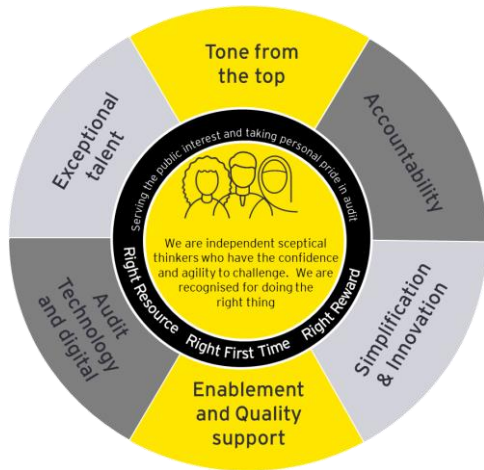 Tone from
the top
Accountability
Simplification
& Innovation
Enablement
and Quality
support
Audit
Technology
and digital
Exceptional
talent
Serving the public interest and taking personal pride in audit
We are independent sceptical
thinkers who have the confidence
and agility to challenge. We are
recognised for doing the
right thing
Right Resource Right First Time Right Reward